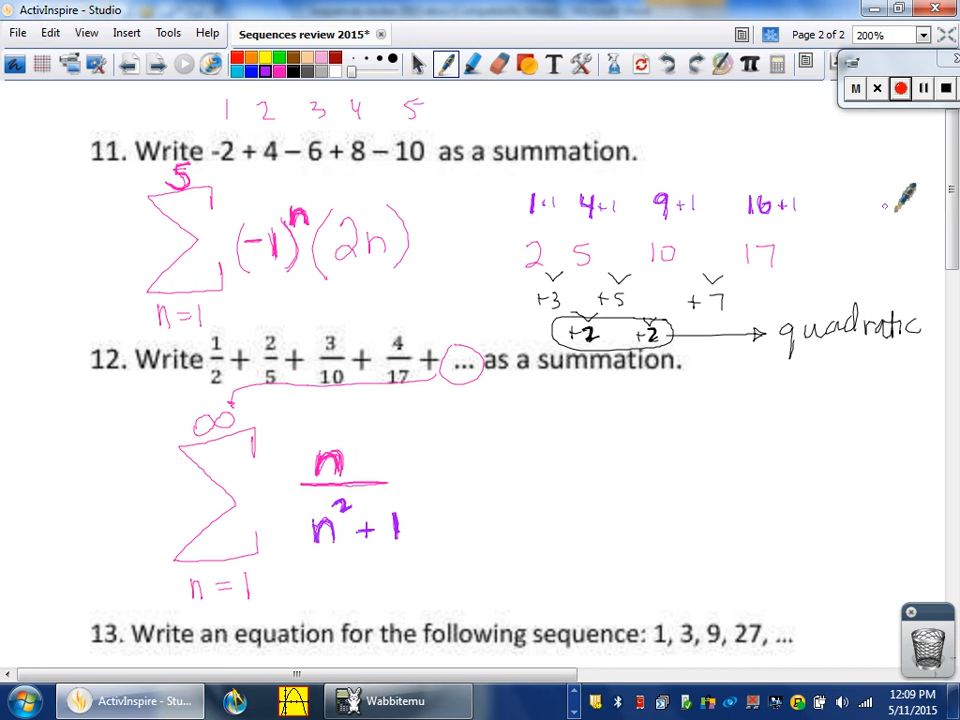 ActivInspire - Studio
File Edit View Insert Tools Help Sequences review 2015* Page 2 of 2 200%
M
1 2 3 4 5
11. Write -2 + 4 – 6 + 8 – 10 as a summation.
5
∑ (-1)^n (2n)
n=1
1+1 4+1 9+1 16+1
2 5 10 17
+3 +5 +7
+2 +2 → quadratic
12. Write 1/2 + 2/5 + 3/10 + 4/17 + ... as a summation.
∞
∑ n/(n² + 1)
n = 1
13. Write an equation for the following sequence: 1, 3, 9, 27, ...
ActivInspire - Stu... Wabbitemu 12:09 PM
5/11/2015